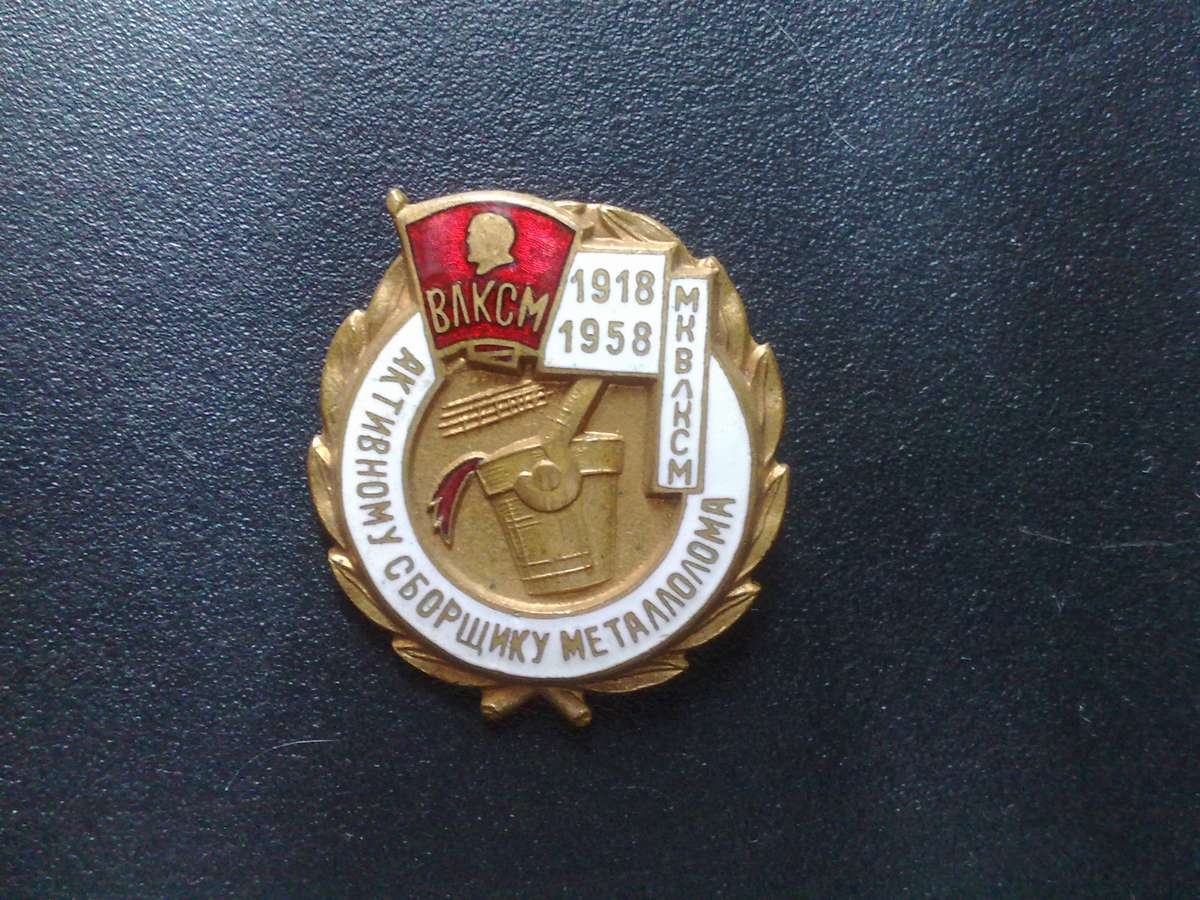 ВЛКСМ
1918
1958
МКВЛКСМ
АКТИВНОМУ СБОРЩИКУ МЕТАЛЛОЛОМА